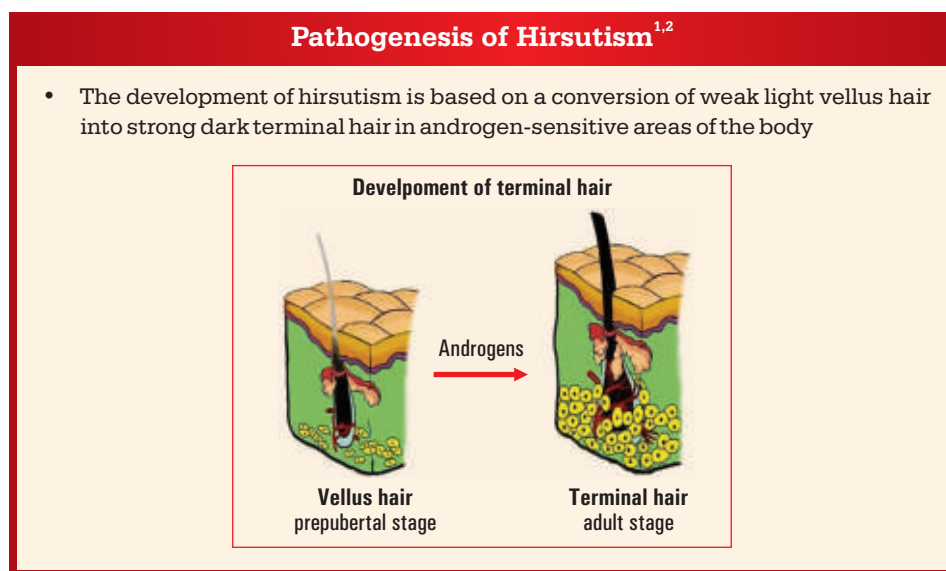 Pathogenesis of Hirsutism1,2
• The development of hirsutism is based on a conversion of weak light vellus hair
into strong dark terminal hair in androgen-sensitive areas of the body
Develpoment of terminal hair
Androgens
Vellus hair
prepubertal stage
Terminal hair
adult stage